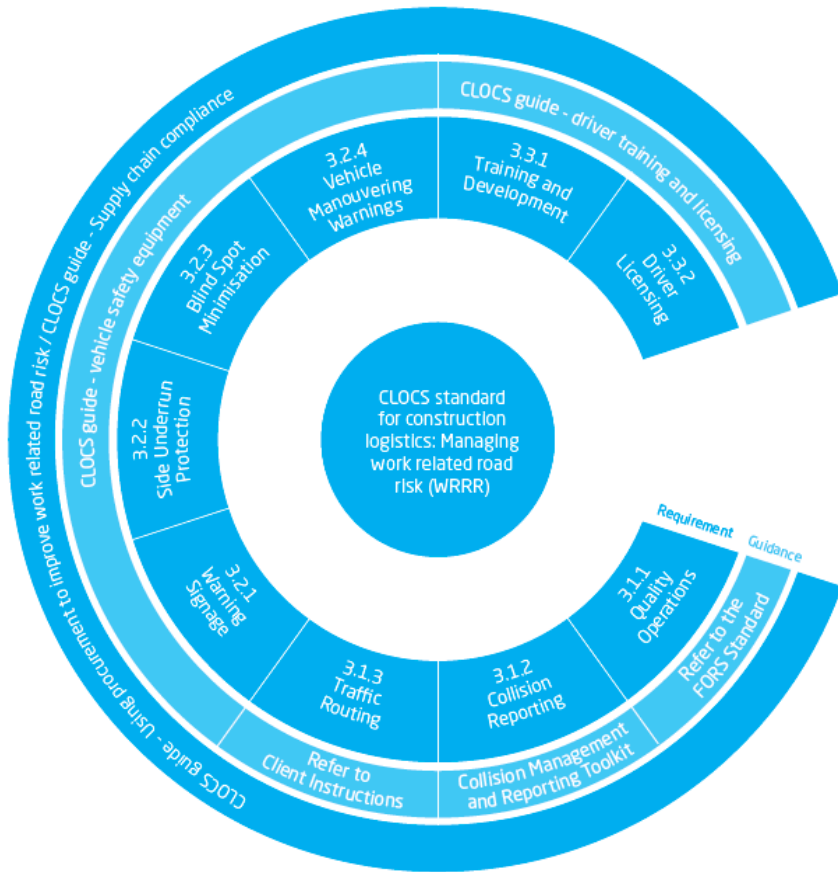 CLOCS standard
for construction
logistics: Managing
work related road
risk (WRRR)
Requirement
Guidance
3.1.1
Quality
Operations
Refer to the
FORS Standard
3.1.2
Collision
Reporting
Collision Management
and Reporting Toolkit
3.1.3
Traffic
Routing
Refer to
Client Instructions
3.2.1
Warning
Signage
3.2.2
Side Underrun
Protection
3.2.3
Blind Spot
Minimisation
3.2.4
Vehicle
Manouvering
Warnings
CLOCS guide - vehicle safety equipment
3.3.1
Training and
Development
3.3.2
Driver
Licensing
CLOCS guide - driver training and licensing
CLOCS guide - Using procurement to improve work related road risk / CLOCS guide - Supply chain compliance